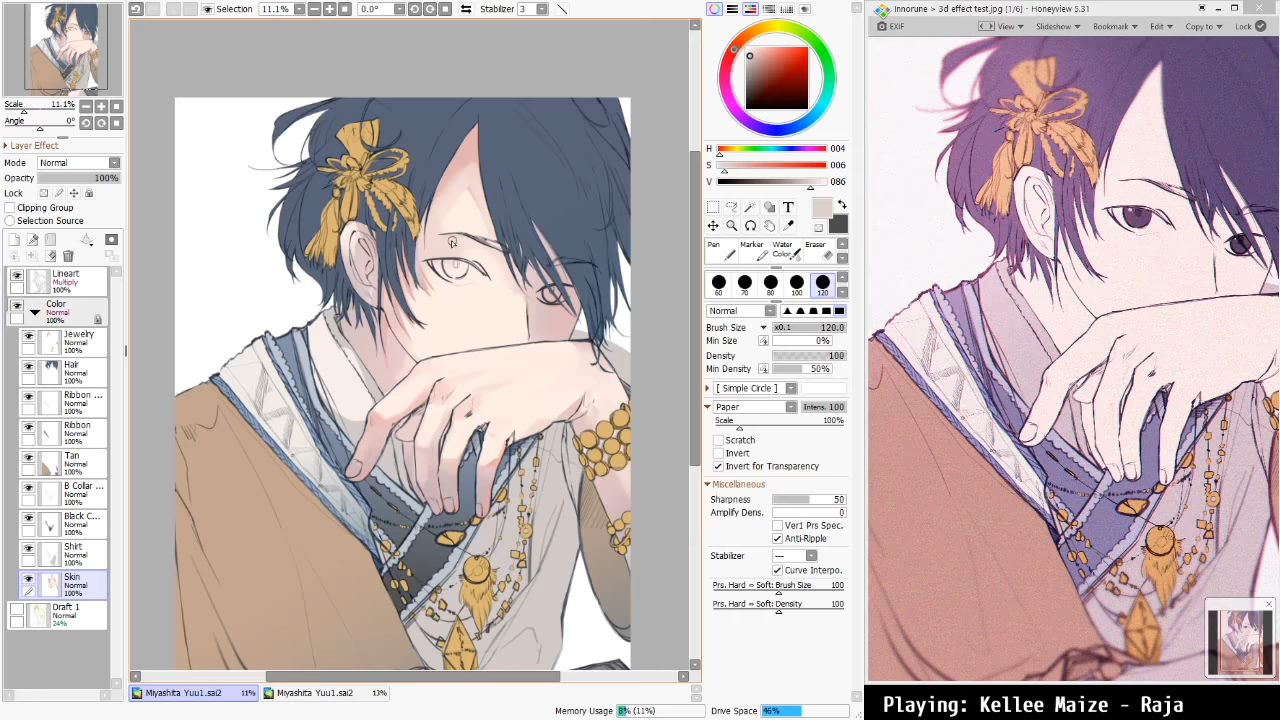 Selection 11.1% 0.0° Stabilizer 3
Innorune > 3d effect test.jpg [1/6] - Honeyview 5.31
EXIF View Slideshow Bookmark Edit Copy to Lock
Scale 11.1%
Angle 0°
Layer Effect
Mode Normal
Opacity 100%
Lock
Clipping Group
Selection Source
Lineart
Multiply
100%
Color
Normal
100%
Jewelry
Normal
100%
Hair
Normal
100%
Ribbon ...
Normal
100%
Ribbon
Normal
100%
Tan
Normal
100%
B Collar ...
Normal
100%
Black C...
Normal
100%
Shirt
Normal
100%
Skin
Normal
100%
Draft 1
Normal
24%
H 004
S 006
V 086
T
Pen Marker Water Color Eraser
60 70 80 100 120
Normal
Brush Size x0.1 120.0
Min Size 0%
Density 100
Min Density 50%
[ Simple Circle ]
Paper Intens. 100
Scale 100%
Scratch
Invert
Invert for Transparency
Miscellaneous
Sharpness 50
Amplify Dens. 0
Ver1 Prs Spec.
Anti-Ripple
Stabilizer ---
Curve Interpo.
Prs. Hard ⇔ Soft: Brush Size 100
Prs. Hard ⇔ Soft: Density 100
Miyashita Yuu1.sai2 11% Miyashita Yuu1.sai2 13%
Memory Usage 8% (11%) Drive Space 46%
Playing: Kellee Maize - Raja